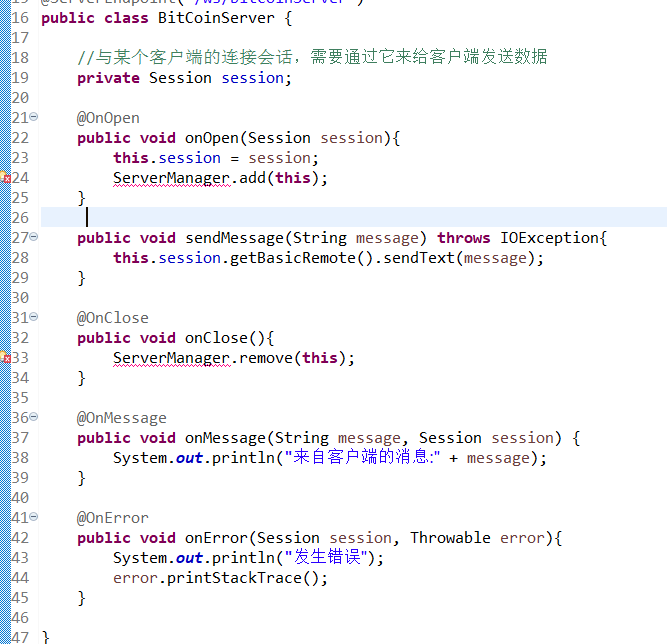 16 public class BitCoinServer {
17
18     //与某个客户端的连接会话，需要通过它来给客户端发送数据
19     private Session session;
20
21     @OnOpen
22     public void onOpen(Session session){
23         this.session = session;
24         ServerManager.add(this);
25     }
26
27     public void sendMessage(String message) throws IOException{
28         this.session.getBasicRemote().sendText(message);
29     }
30
31     @OnClose
32     public void onClose(){
33         ServerManager.remove(this);
34     }
35
36     @OnMessage
37     public void onMessage(String message, Session session) {
38         System.out.println("来自客户端的消息:" + message);
39     }
40
41     @OnError
42     public void onError(Session session, Throwable error){
43         System.out.println("发生错误");
44         error.printStackTrace();
45     }
46
47 }